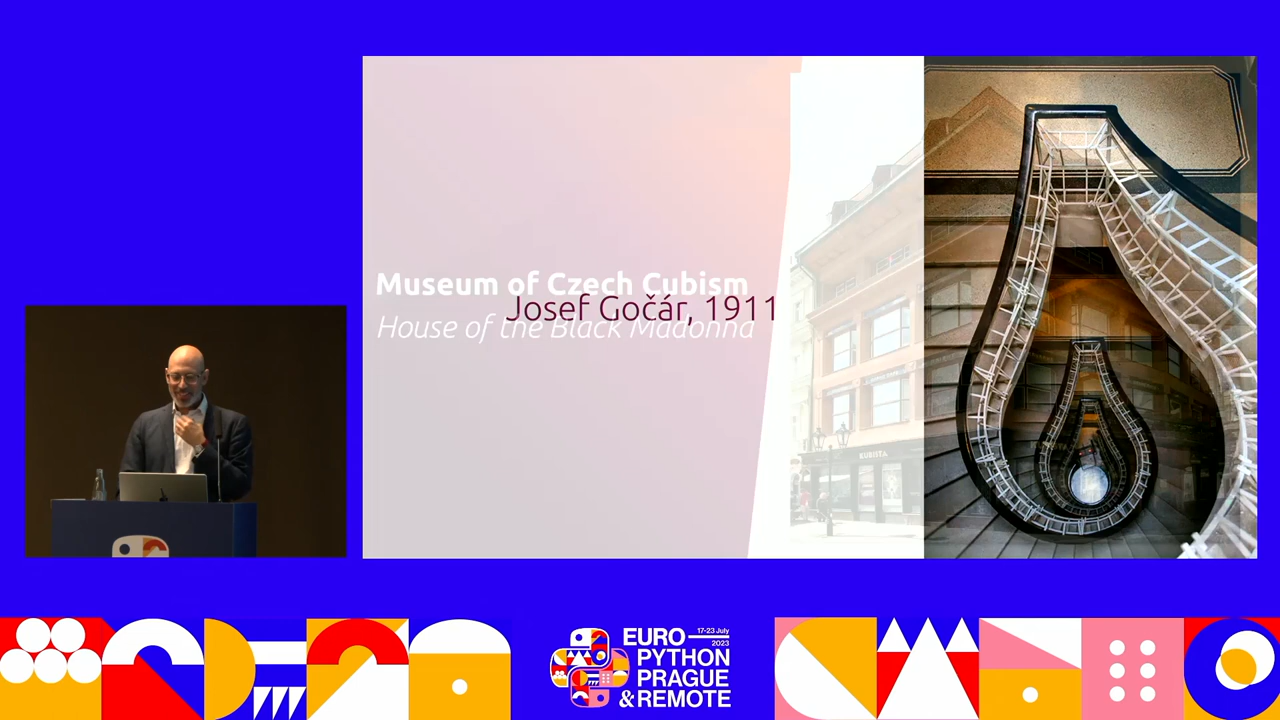 Museum of Czech Cubism
Josef Gočár, 1911
House of the Black Madonna
KUBISTA
17-23 July
2023
EURO
PYTHON
PRAGUE
& REMOTE